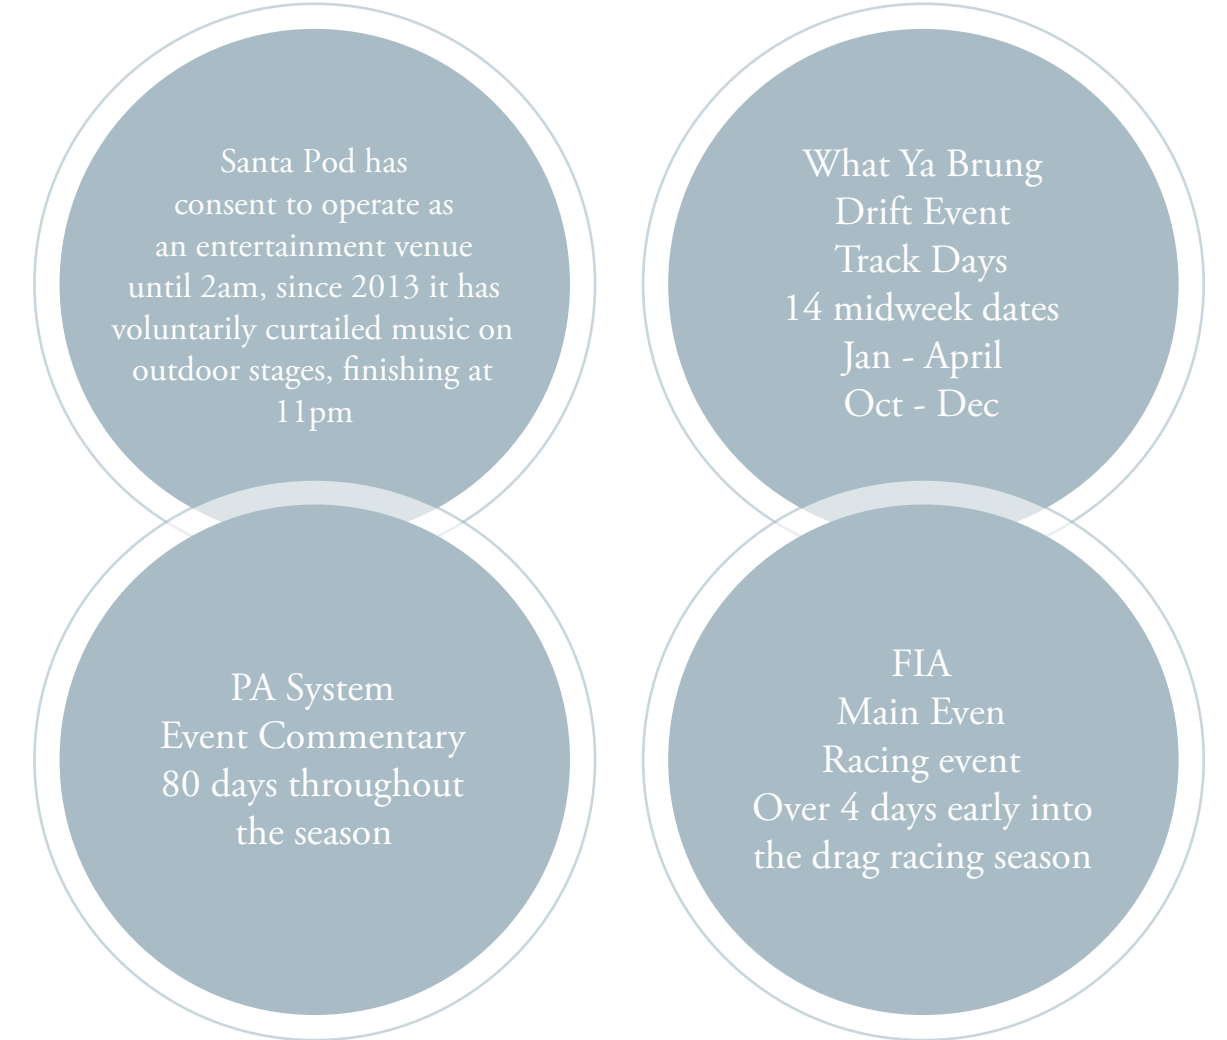 Santa Pod has
consent to operate as
an entertainment venue
until 2am, since 2013 it has
voluntarily curtailed music on
outdoor stages, finishing at
11pm
What Ya Brung
Drift Event
Track Days
14 midweek dates
Jan - April
Oct - Dec
PA System
Event Commentary
80 days throughout
the season
FIA
Main Even
Racing event
Over 4 days early into
the drag racing season